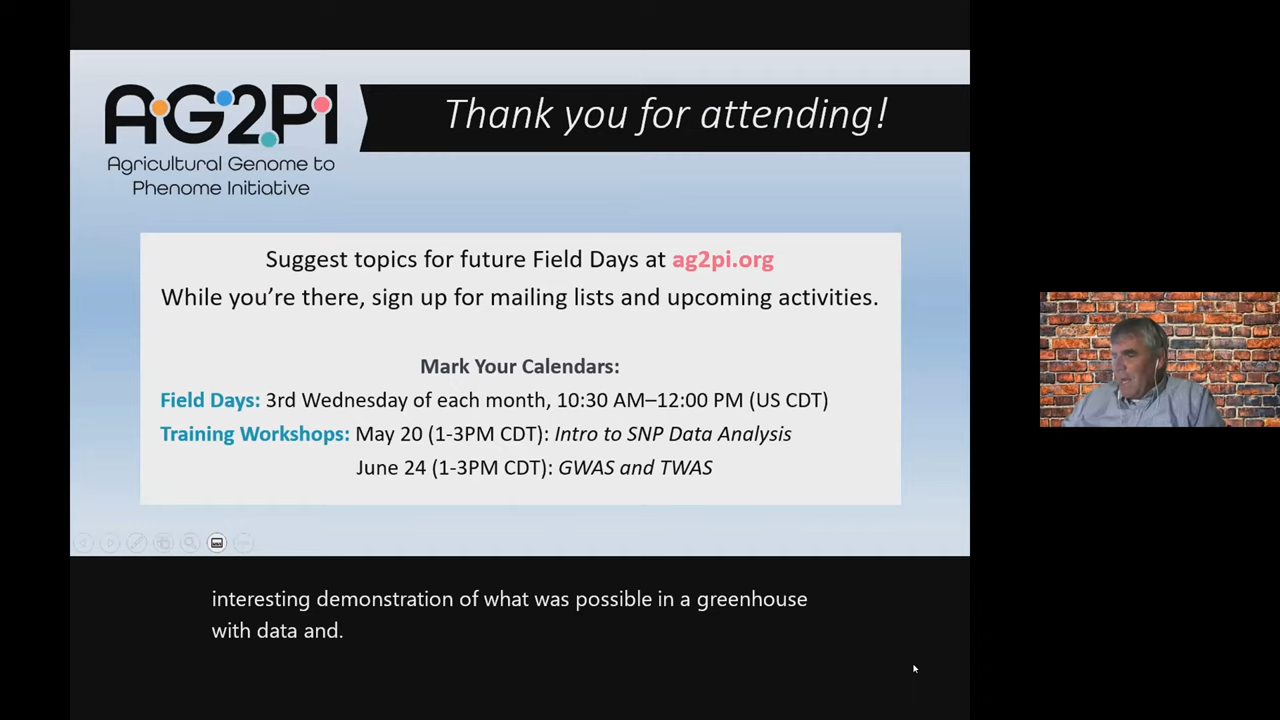 AG2PI
Agricultural Genome to
Phenome Initiative
Thank you for attending!
Suggest topics for future Field Days at ag2pi.org
While you’re there, sign up for mailing lists and upcoming activities.
Mark Your Calendars:
Field Days: 3rd Wednesday of each month, 10:30 AM–12:00 PM (US CDT)
Training Workshops: May 20 (1-3PM CDT): Intro to SNP Data Analysis
June 24 (1-3PM CDT): GWAS and TWAS
interesting demonstration of what was possible in a greenhouse
with data and.